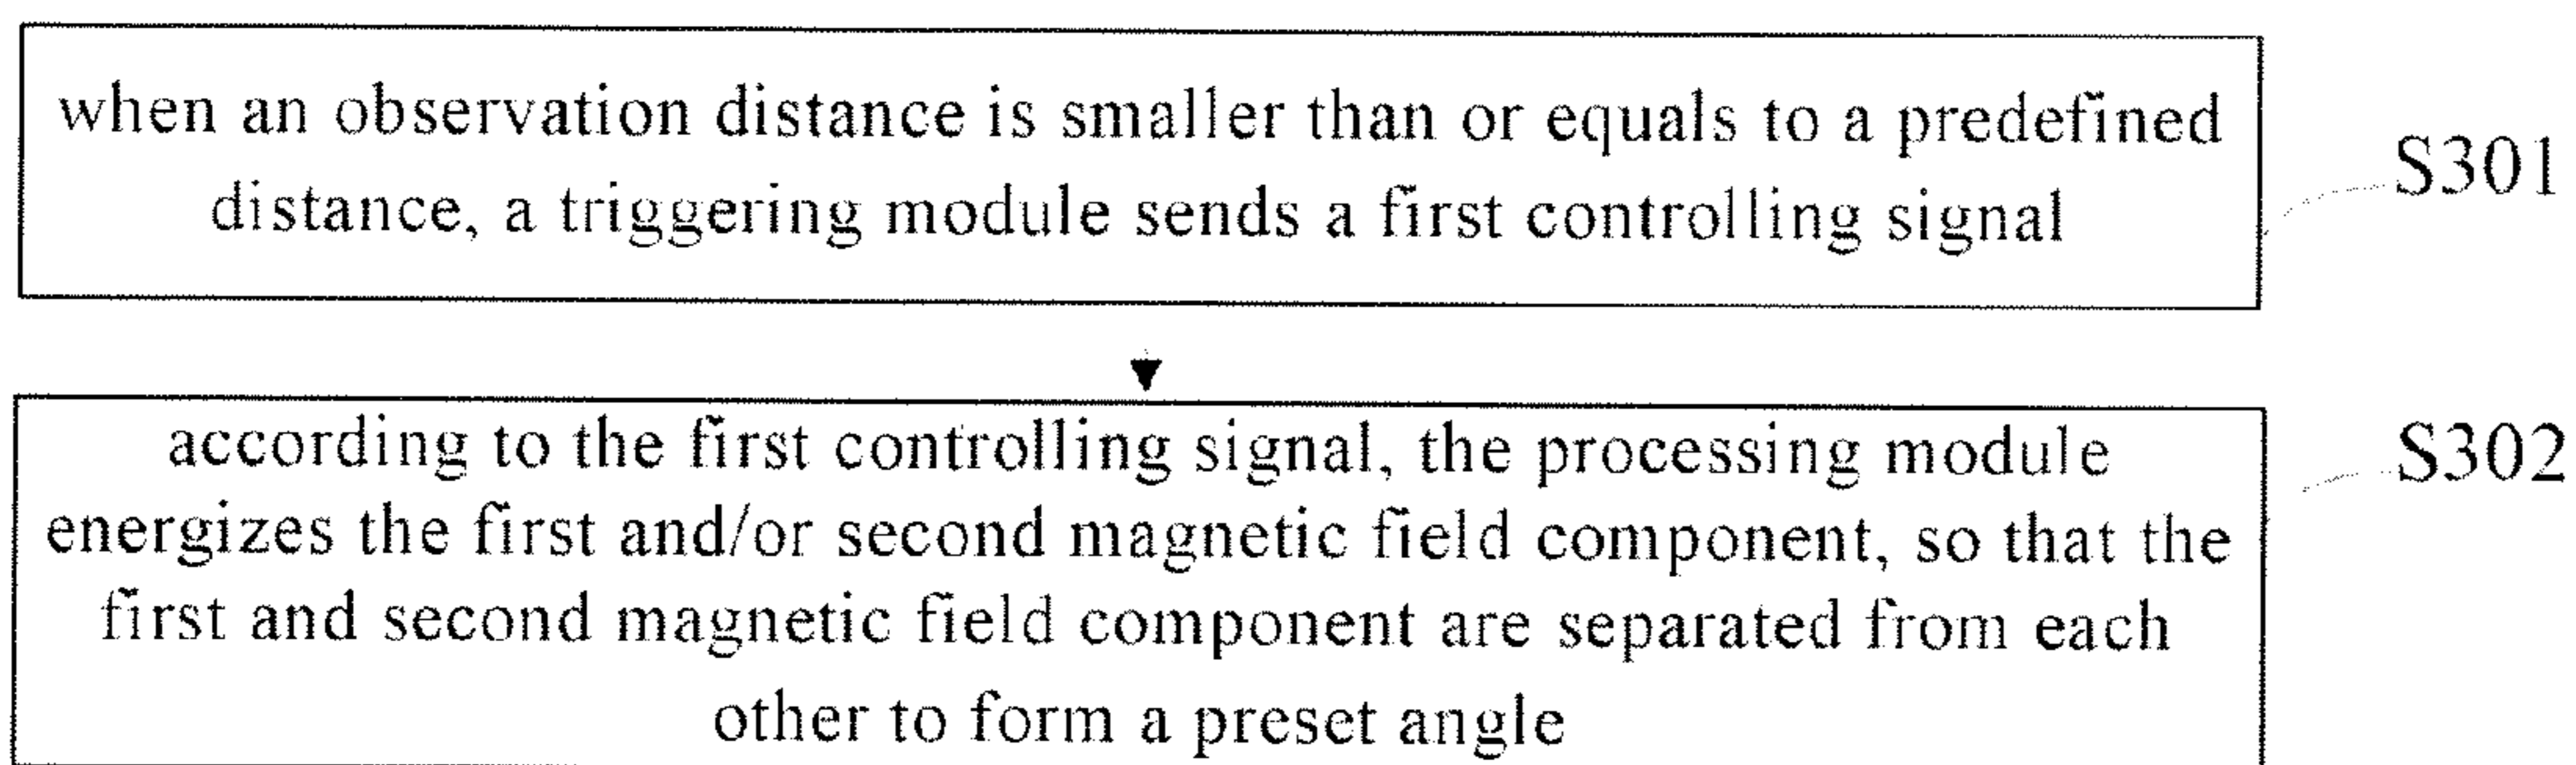 when an observation distance is smaller than or equals to a predefined
distance, a triggering module sends a first controlling signal
S301
according to the first controlling signal, the processing module
energizes the first and/or second magnetic field component, so that the
first and second magnetic field component are separated from each
other to form a preset angle
S302